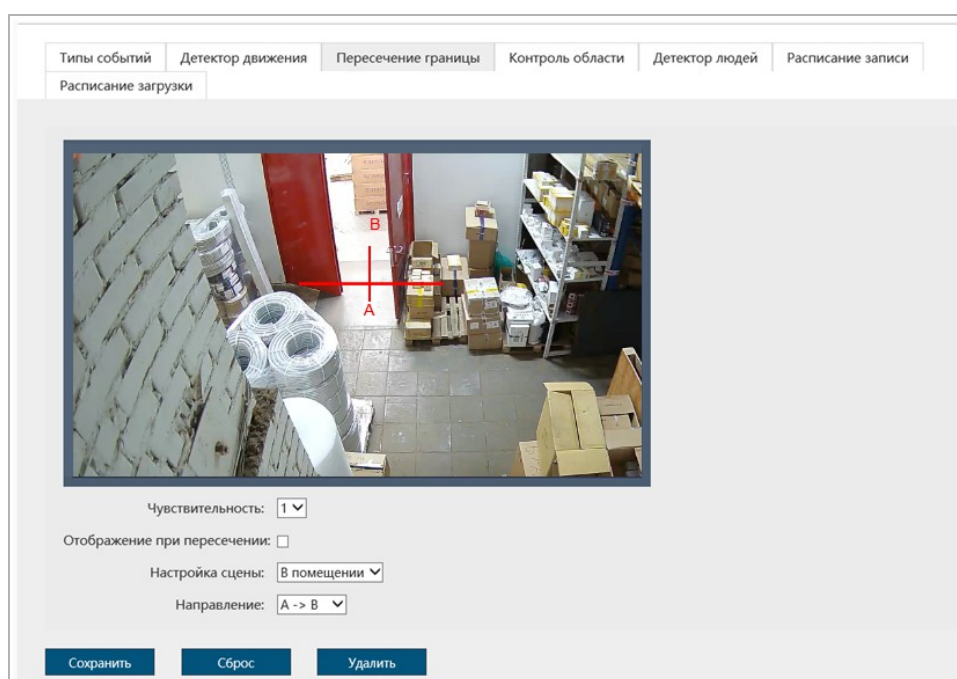 Типы событий Детектор движения Пересечение границы Контроль области Детектор людей Расписание записи
Расписание загрузки
B
A
Чувствительность: 1
Отображение при пересечении:
Настройка сцены: В помещении
Направление: A -> B
Сохранить Сброс Удалить